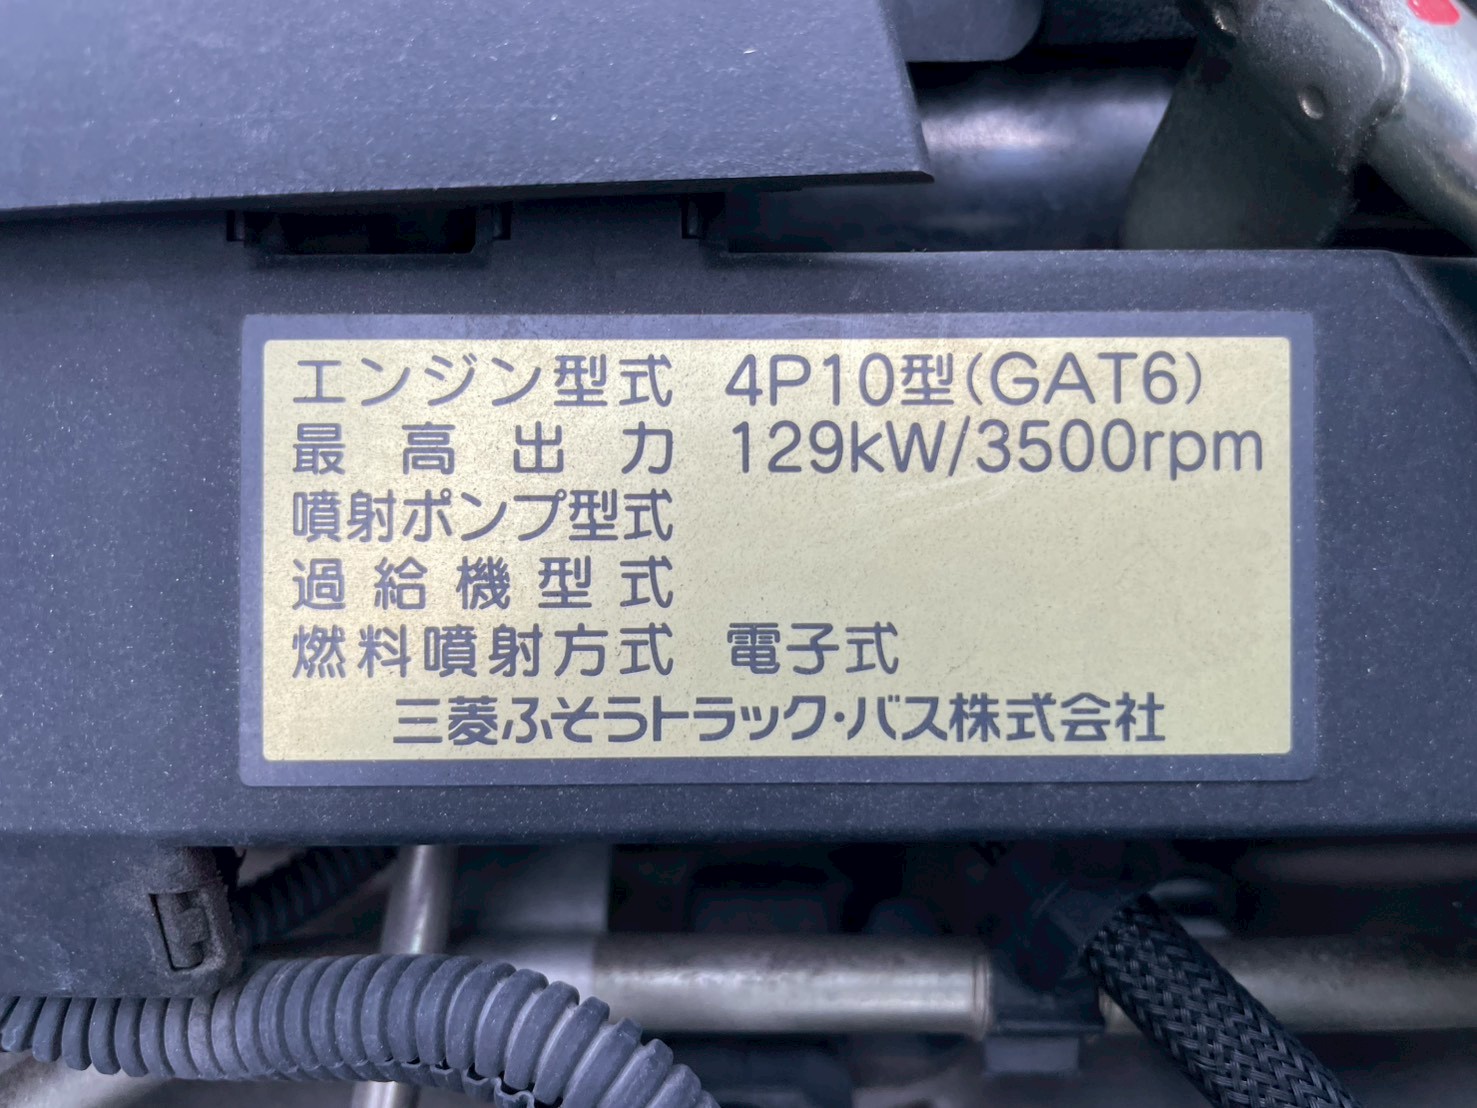 エンジン型式 4P10型(GAT6)
最高出力 129kW/3500rpm
噴射ポンプ型式
過給機型式
燃料噴射方式 電子式
三菱ふそうトラック・バス株式会社